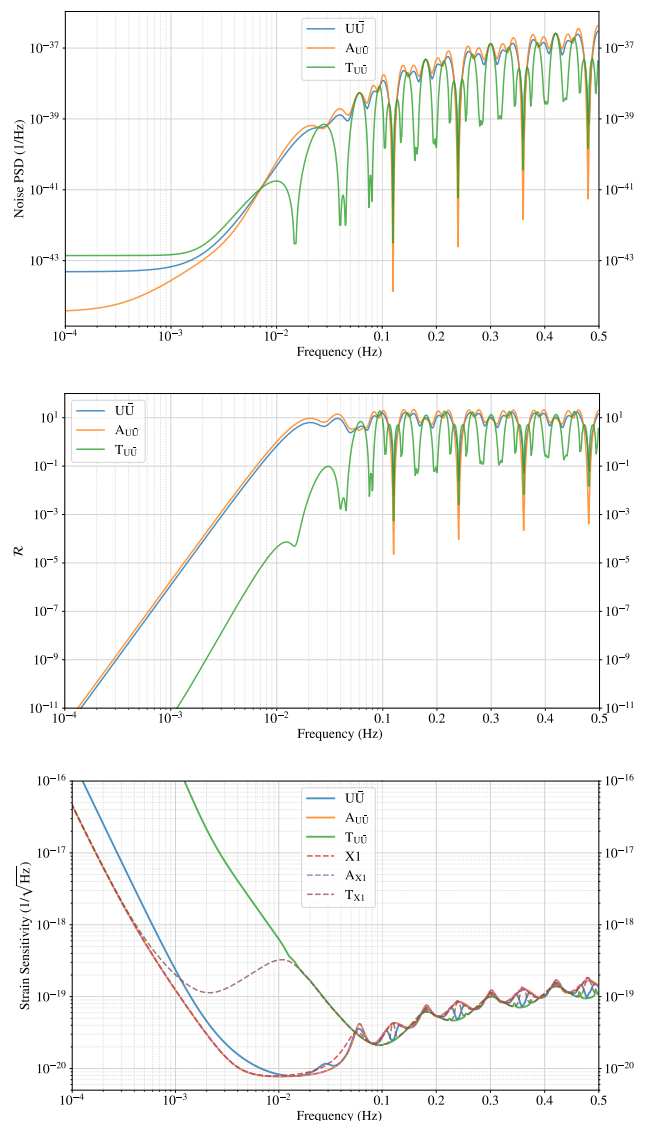 10⁻³⁷
10⁻³⁹
10⁻⁴¹
10⁻⁴³
10⁻³⁷
10⁻³⁹
10⁻⁴¹
10⁻⁴³
Noise PSD (1/Hz)
UŪ
A_UŪ
T_UŪ
10⁻⁴ 10⁻³ 10⁻² 0.1 0.2 0.3 0.4 0.5
Frequency (Hz)
10¹
10⁻¹
10⁻³
10⁻⁵
10⁻⁷
10⁻⁹
10⁻¹¹
10¹
10⁻¹
10⁻³
10⁻⁵
10⁻⁷
10⁻⁹
10⁻¹¹
ℛ
UŪ
A_UŪ
T_UŪ
10⁻⁴ 10⁻³ 10⁻² 0.1 0.2 0.3 0.4 0.5
Frequency (Hz)
10⁻¹⁶
10⁻¹⁷
10⁻¹⁸
10⁻¹⁹
10⁻²⁰
10⁻¹⁶
10⁻¹⁷
10⁻¹⁸
10⁻¹⁹
10⁻²⁰
Strain Sensitivity (1/√Hz)
UŪ
A_UŪ
T_UŪ
X1
A_X1
T_X1
10⁻⁴ 10⁻³ 10⁻² 0.1 0.2 0.3 0.4 0.5
Frequency (Hz)